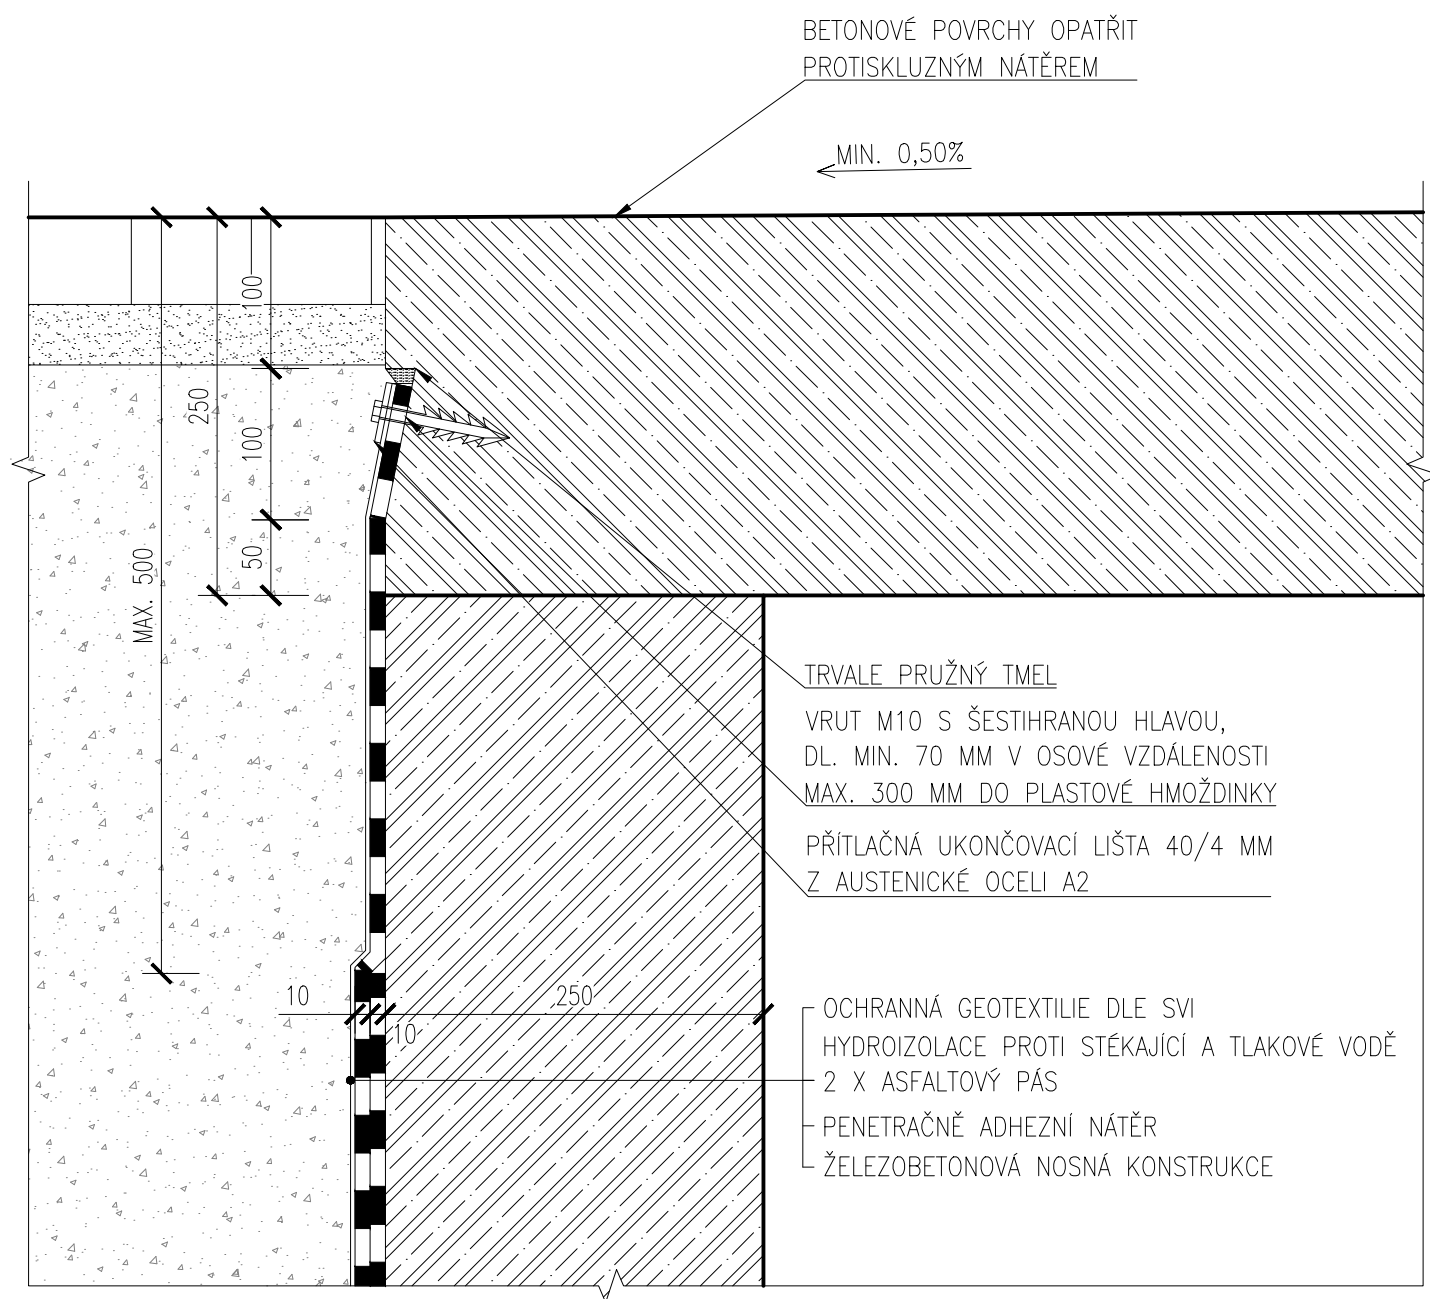 BETONOVÉ POVRCHY OPATŘIT
PROTISKLUZNÝM NÁTĚREM
MIN. 0,50%
100
250
100
50
MAX. 500
TRVALE PRUŽNÝ TMEL
VRUT M10 S ŠESTIHRANOU HLAVOU,
DL. MIN. 70 MM V OSOVÉ VZDÁLENOSTI
MAX. 300 MM DO PLASTOVÉ HMOŽDINKY
PŘÍTLAČNÁ UKONČOVACÍ LIŠTA 40/4 MM
Z AUSTENICKÉ OCELI A2
10
10
250
OCHRANNÁ GEOTEXTILIE DLE SVI
HYDROIZOLACE PROTI STÉKAJÍCÍ A TLAKOVÉ VODĚ
2 X ASFALTOVÝ PÁS
PENETRAČNĚ ADHEZNÍ NÁTĚR
ŽELEZOBETONOVÁ NOSNÁ KONSTRUKCE